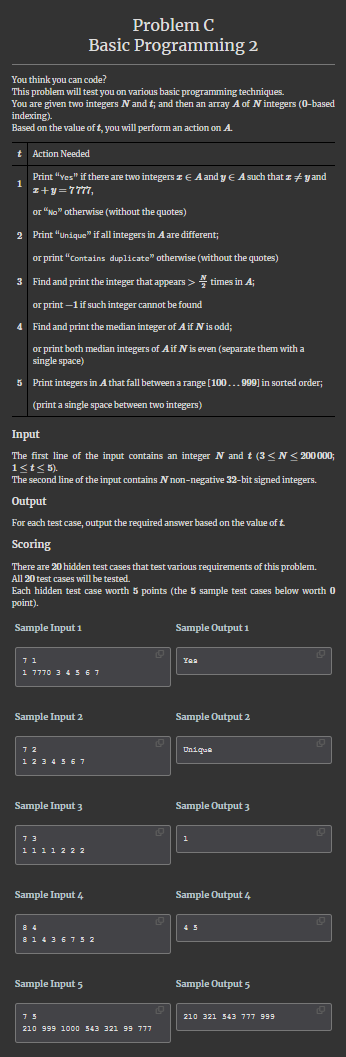 Problem C
Basic Programming 2
You think you can code?
This problem will test you on various basic programming techniques.
You are given two integers N and t; and then an array A of N integers (0-based
indexing).
Based on the value of t, you will perform an action on A.
t Action Needed
1 Print "Yes" if there are two integers x ∈ A and y ∈ A such that x ≠ y and
x + y = 7777,
or "No" otherwise (without the quotes)
2 Print "Unique" if all integers in A are different;
or print "Contains duplicate" otherwise (without the quotes)
3 Find and print the integer that appears > N/2 times in A;
or print −1 if such integer cannot be found
4 Find and print the median integer of A if N is odd;
or print both median integers of A if N is even (separate them with a
single space)
5 Print integers in A that fall between a range [100 . . . 999] in sorted order;
(print a single space between two integers)
Input
The first line of the input contains an integer N and t (3 ≤ N ≤ 200 000;
1 ≤ t ≤ 5).
The second line of the input contains N non-negative 32-bit signed integers.
Output
For each test case, output the required answer based on the value of t.
Scoring
There are 20 hidden test cases that test various requirements of this problem.
All 20 test cases will be tested.
Each hidden test case worth 5 points (the 5 sample test cases below worth 0
point).
Sample Input 1 Sample Output 1
7 1
1 7770 3 4 5 6 7
Yes
Sample Input 2 Sample Output 2
7 2
1 2 3 4 5 6 7
Unique
Sample Input 3 Sample Output 3
7 3
1 1 1 1 2 2 2
1
Sample Input 4 Sample Output 4
8 4
8 1 4 3 6 7 5 2
4 5
Sample Input 5 Sample Output 5
7 5
210 999 1000 543 321 99 777
210 321 543 777 999